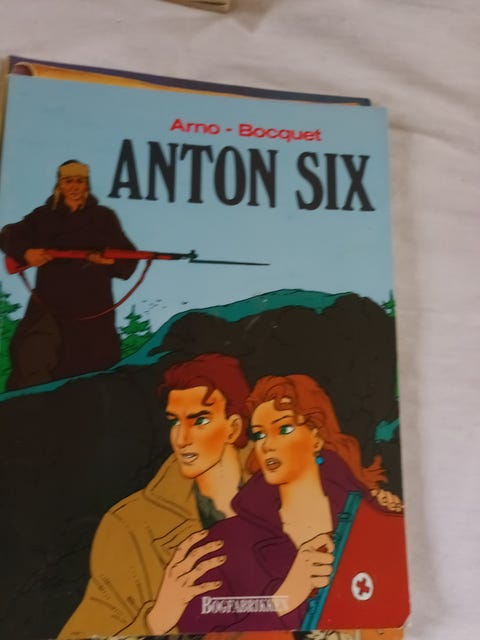 Arno - Bocquet
ANTON SIX
BOGFABRIKKEN